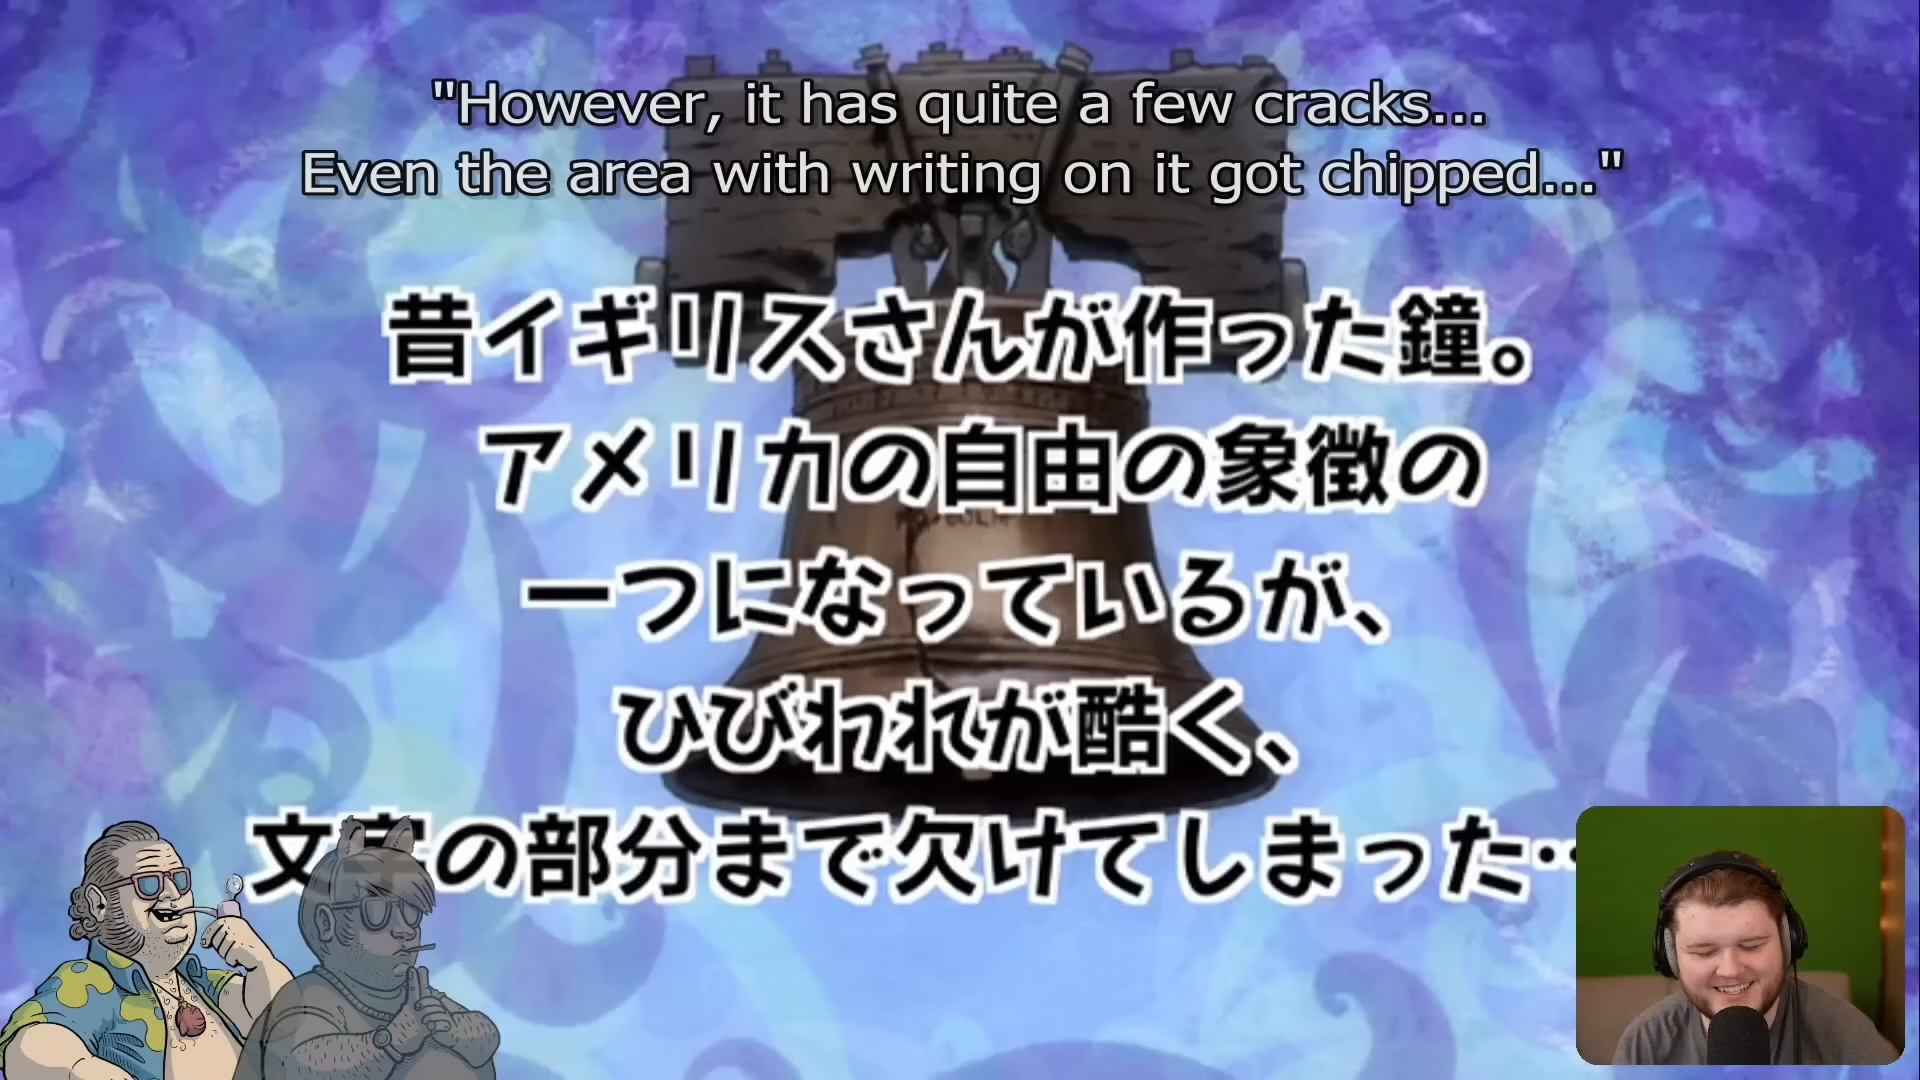 "However, it has quite a few cracks...
Even the area with writing on it got chipped..."
昔イギリスさんが作った鐘。
アメリカの自由の象徴の
一つになっているが、
ひびわれが酷く、
文字の部分まで欠けてしまった…